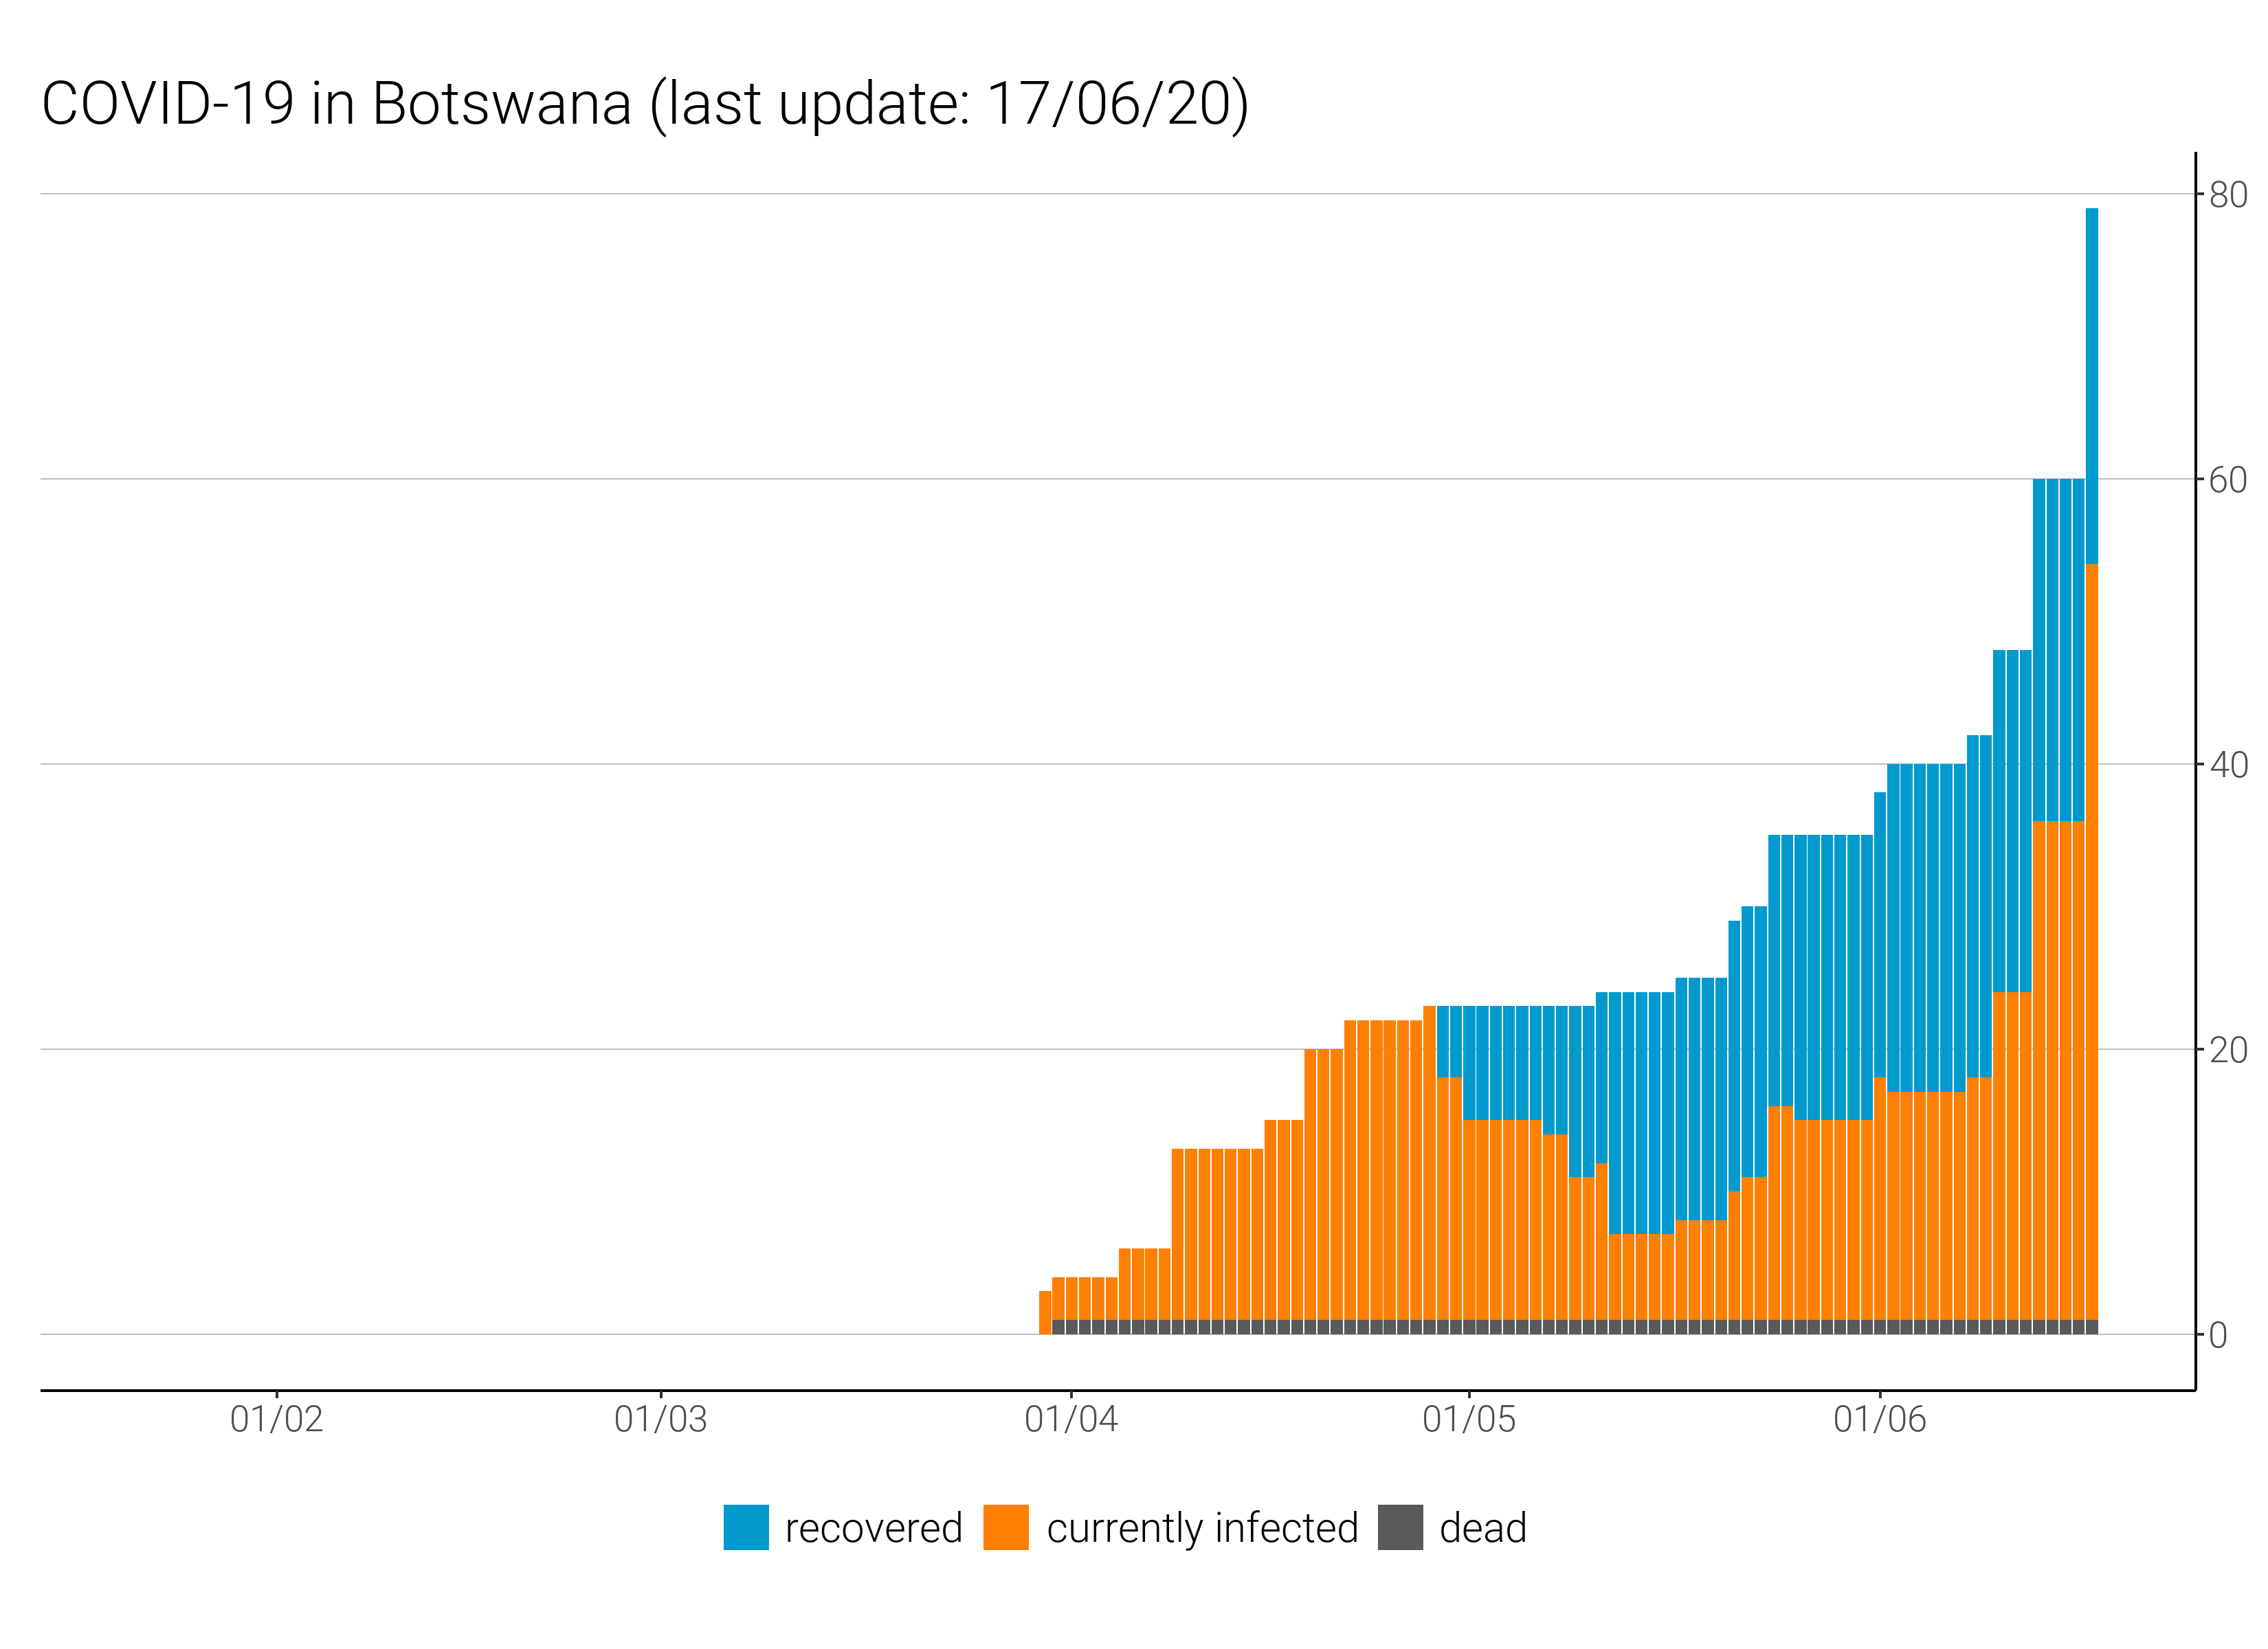 COVID-19 in Botswana (last update: 17/06/20)
80
60
40
20
0
01/02 01/03 01/04 01/05 01/06
recovered currently infected dead